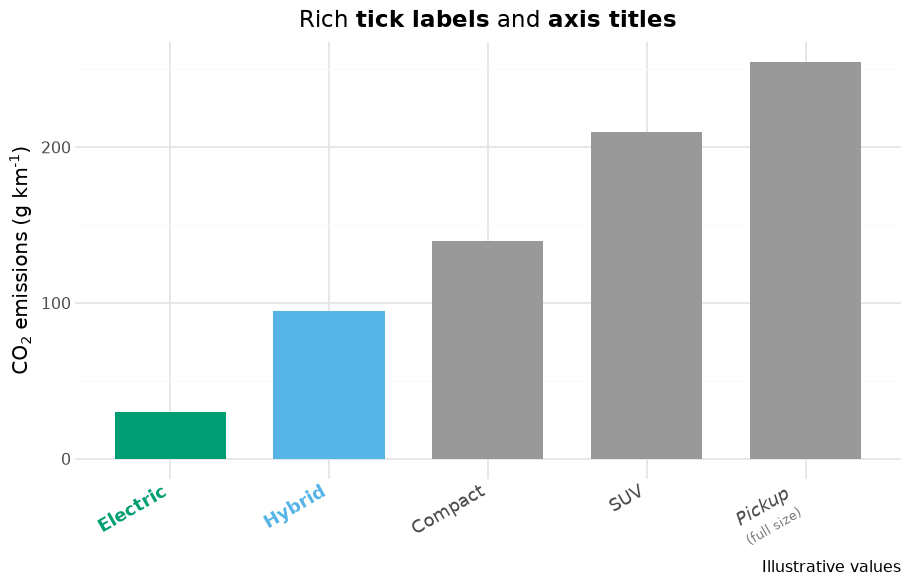 Rich tick labels and axis titles
CO₂ emissions (g km⁻¹)
200
100
0
Electric
Hybrid
Compact
SUV
Pickup
(full size)
Illustrative values